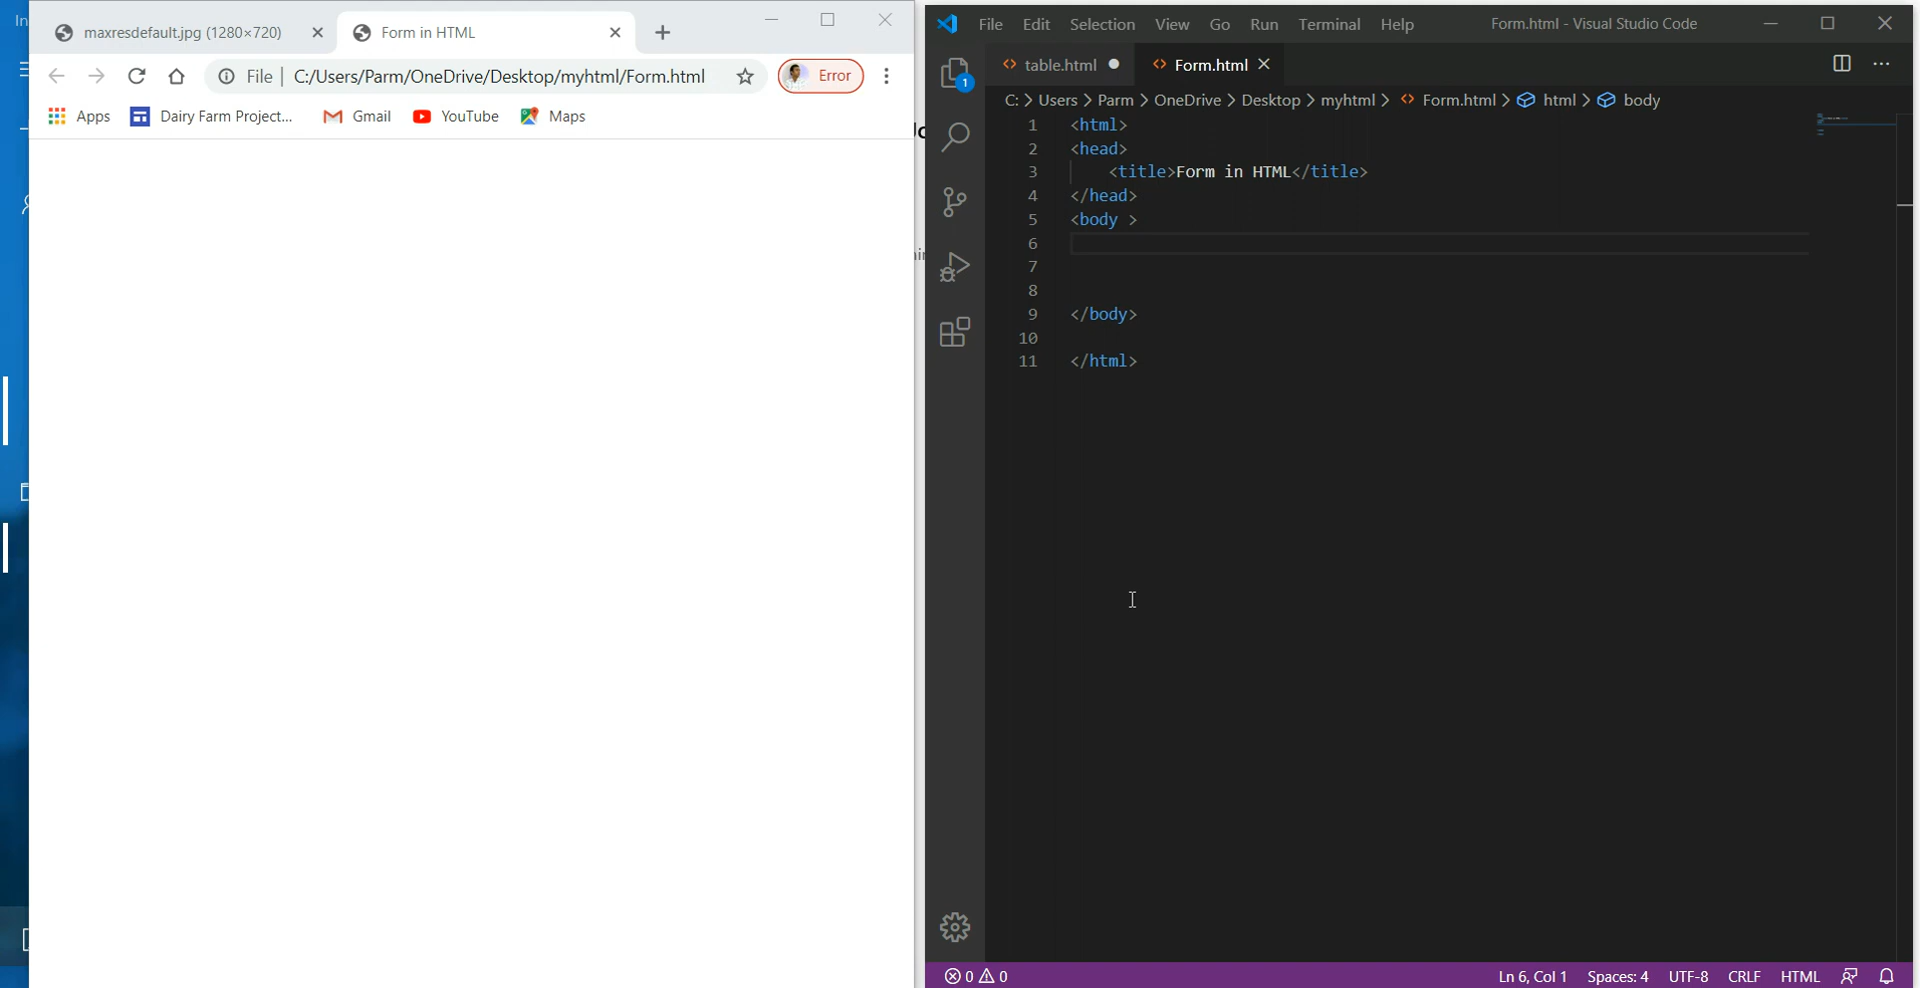 In
maxresdefault.jpg (1280×720)
Form in HTML
File | C:/Users/Parm/OneDrive/Desktop/myhtml/Form.html
Error
Apps
Dairy Farm Project...
Gmail
YouTube
Maps
File Edit Selection View Go Run Terminal Help
Form.html - Visual Studio Code
1
table.html
Form.html
C: > Users > Parm > OneDrive > Desktop > myhtml > <> Form.html > html > body
1 <html>
2 <head>
3 <title>Form in HTML</title>
4 </head>
5 <body >
6
7
8
9 </body>
10
11 </html>
0 0
Ln 6, Col 1 Spaces: 4 UTF-8 CRLF HTML